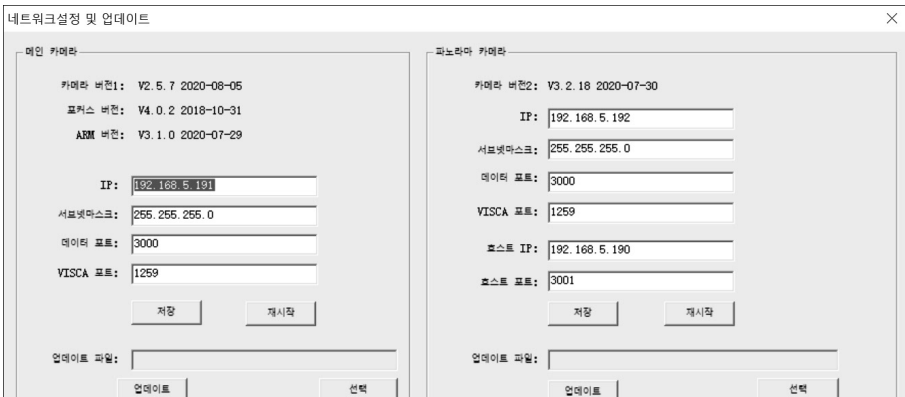 네트워크설정 및 업데이트
메인 카메라
카메라 버전1: V2.5.7 2020-08-05
포커스 버전: V4.0.2 2018-10-31
ARM 버전: V3.1.0 2020-07-29
IP: 192.168.5.191
서브넷마스크: 255.255.255.0
데이터 포트: 3000
VISCA 포트: 1259
저장 재시작
업데이트 파일:
업데이트 선택
파노라마 카메라
카메라 버전2: V3.2.18 2020-07-30
IP: 192.168.5.192
서브넷마스크: 255.255.255.0
데이터 포트: 3000
VISCA 포트: 1259
호스트 IP: 192.168.5.190
호스트 포트: 3001
저장 재시작
업데이트 파일:
업데이트 선택